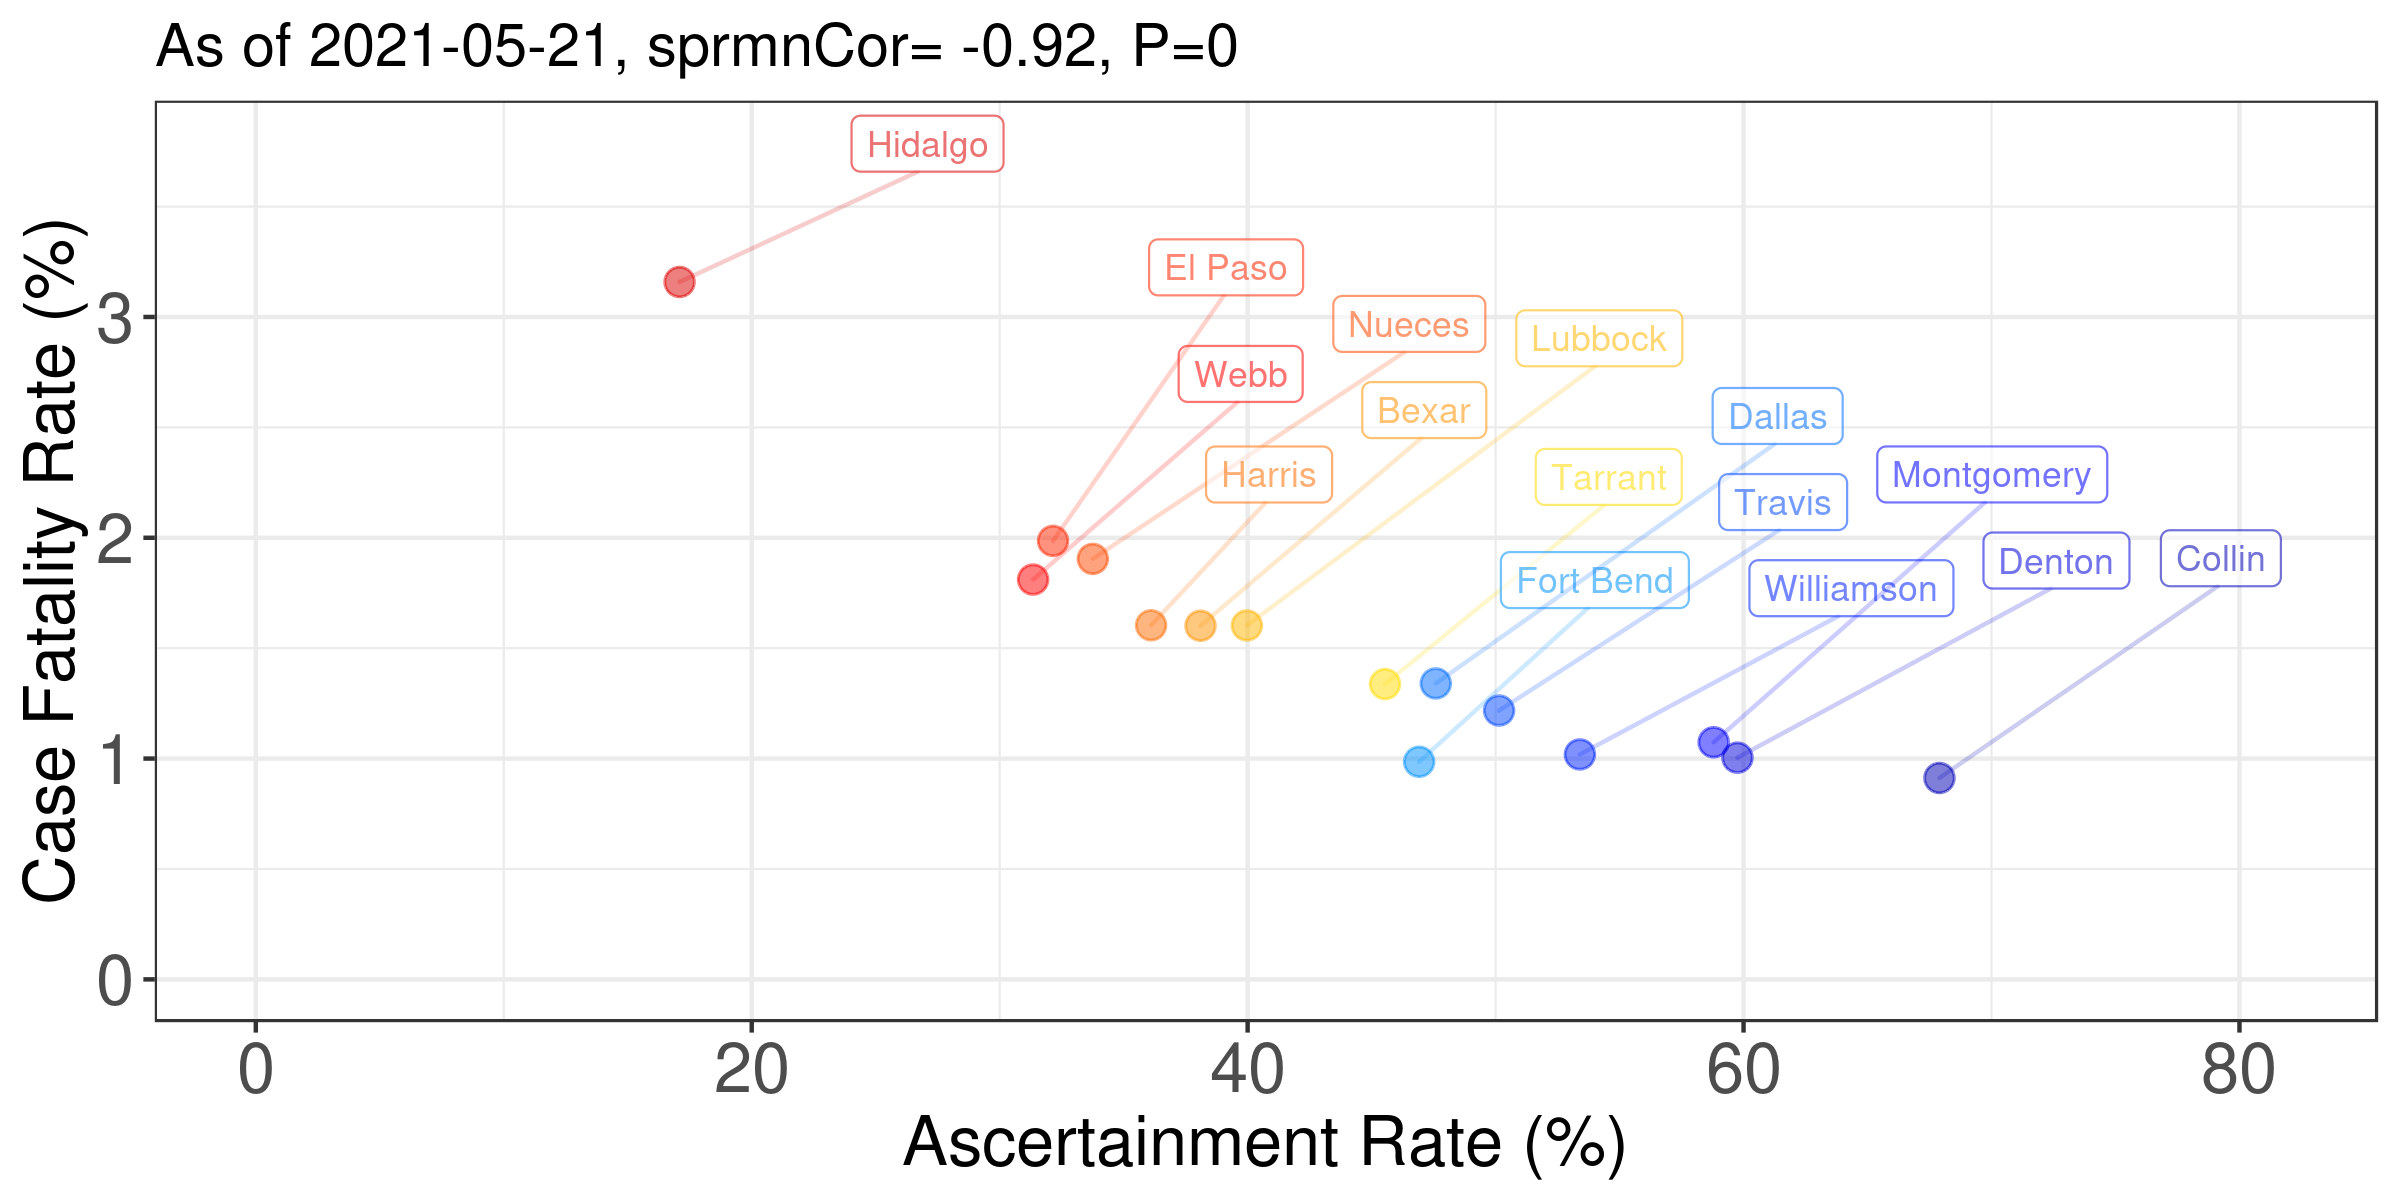 As of 2021-05-21, sprmnCor= -0.92, P=0
Case Fatality Rate (%)
3
2
1
0
Hidalgo
El Paso
Nueces
Lubbock
Webb
Bexar
Dallas
Harris
Tarrant
Montgomery
Travis
Collin
Denton
Fort Bend
Williamson
0 20 40 60 80
Ascertainment Rate (%)